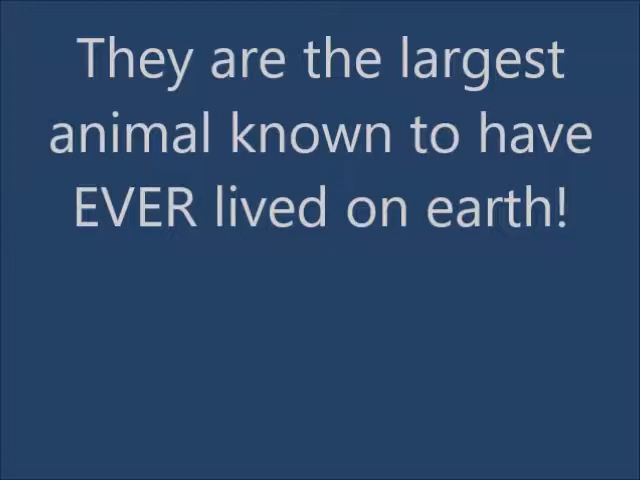 They are the largest
animal known to have
EVER lived on earth!